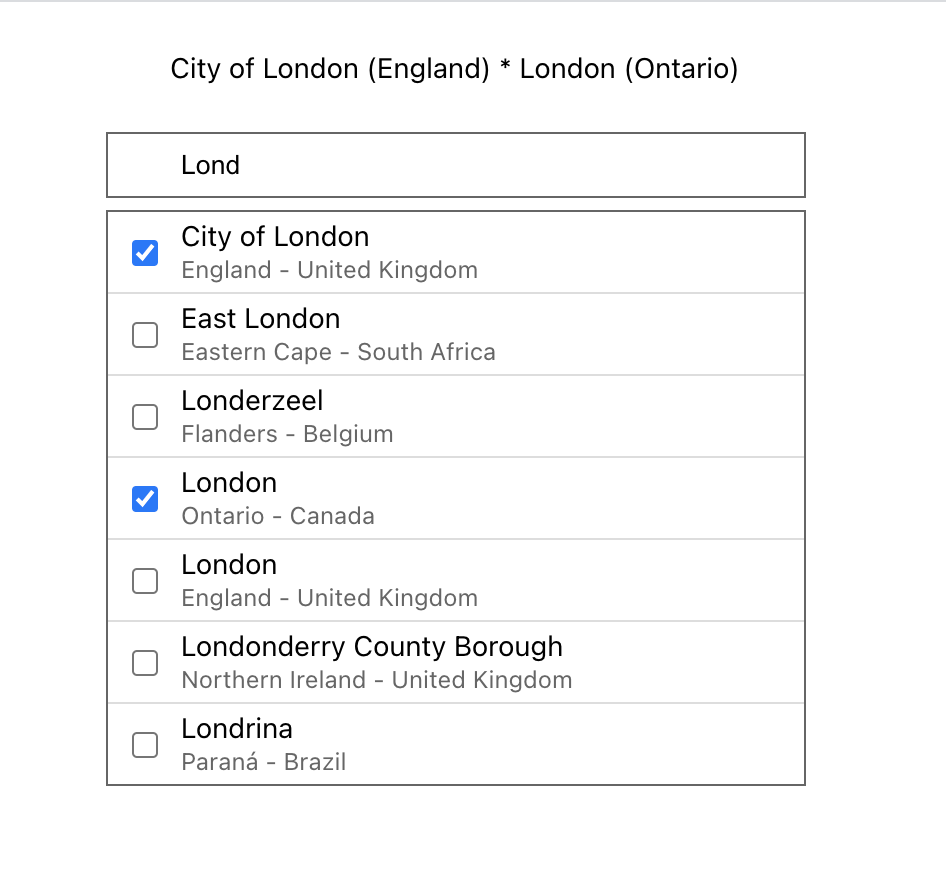 City of London (England) * London (Ontario)
Lond
City of London
England - United Kingdom
East London
Eastern Cape - South Africa
Londerzeel
Flanders - Belgium
London
Ontario - Canada
London
England - United Kingdom
Londonderry County Borough
Northern Ireland - United Kingdom
Londrina
Paraná - Brazil